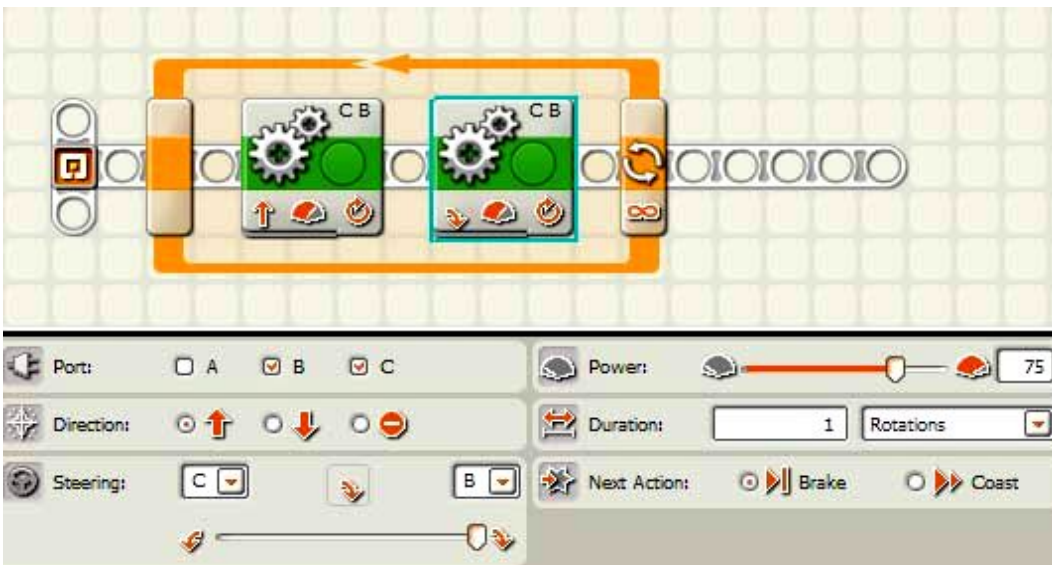 C B
C B
Port: A B C
Power: 75
Direction:
Duration: 1 Rotations
Steering: C B
Next Action: Brake Coast